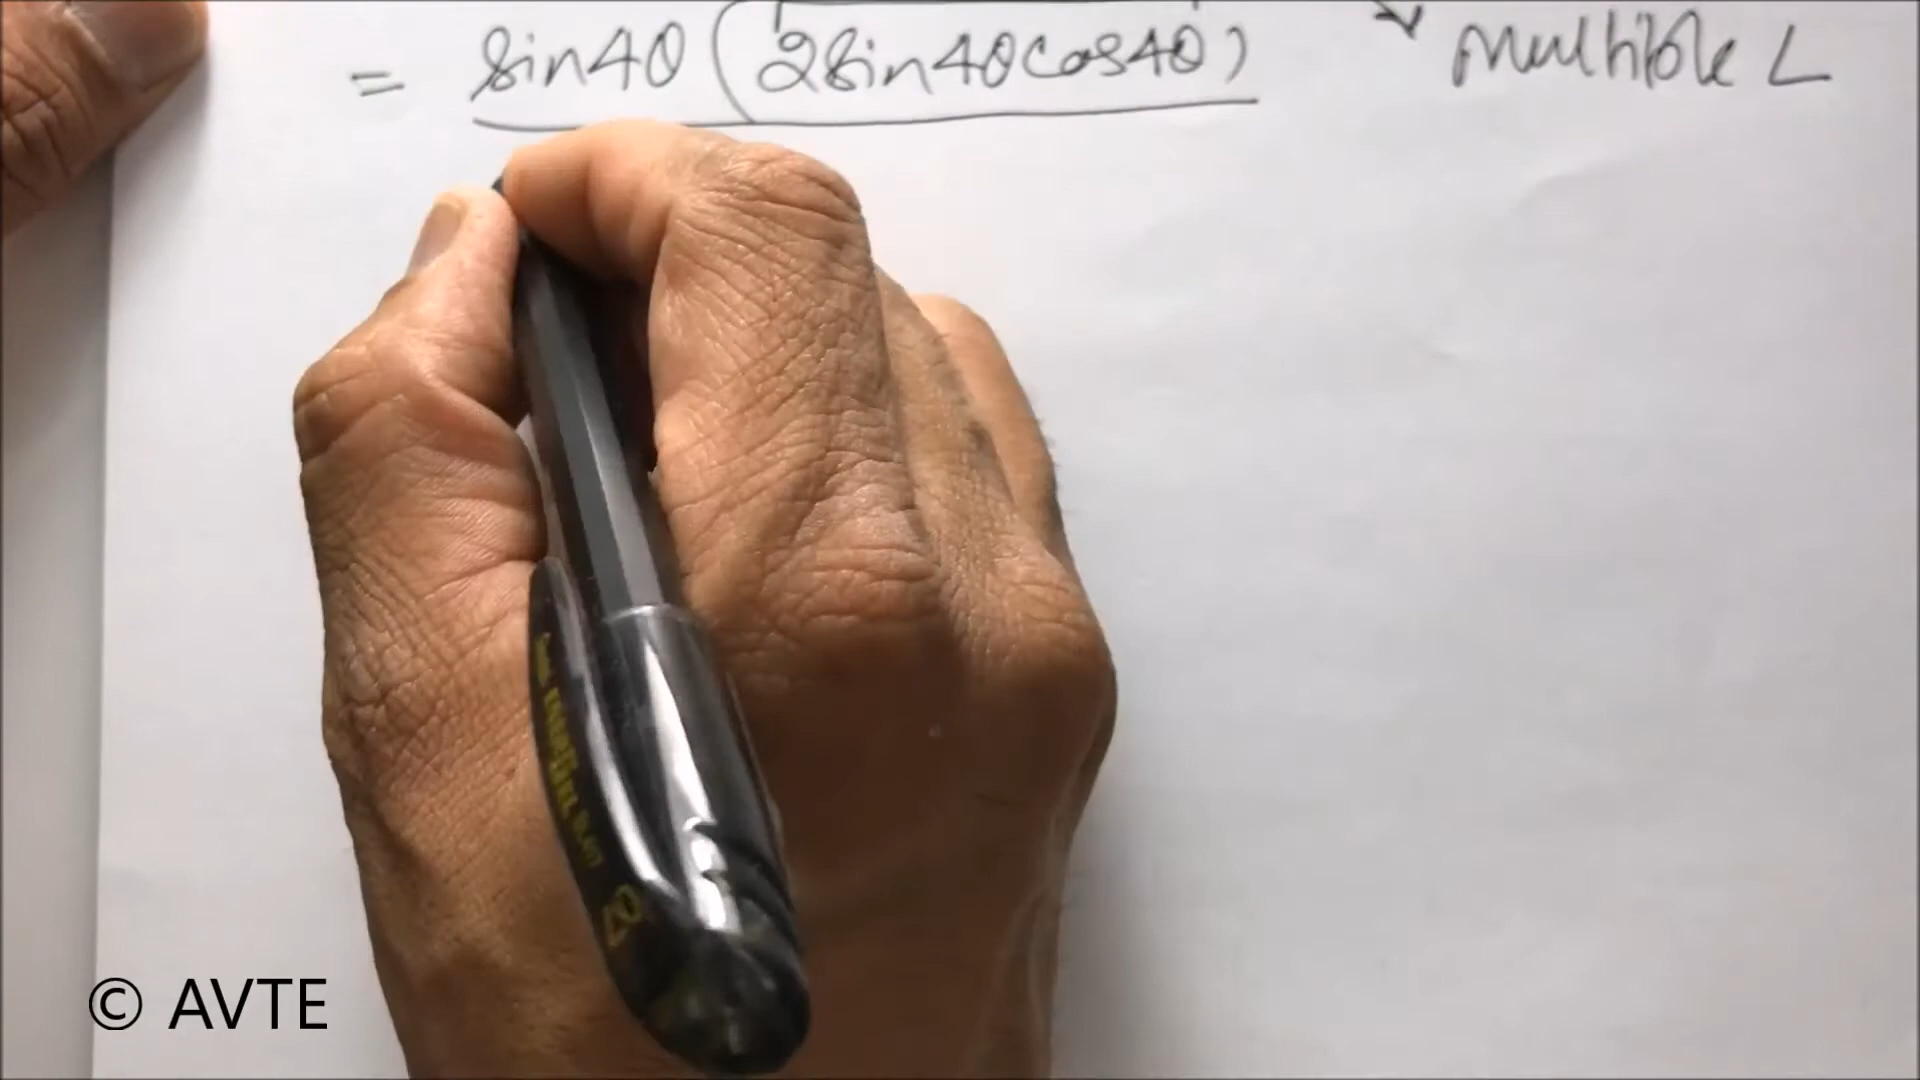 = sin4θ (2sin4θcos4θ)
Multiple L
© AVTE